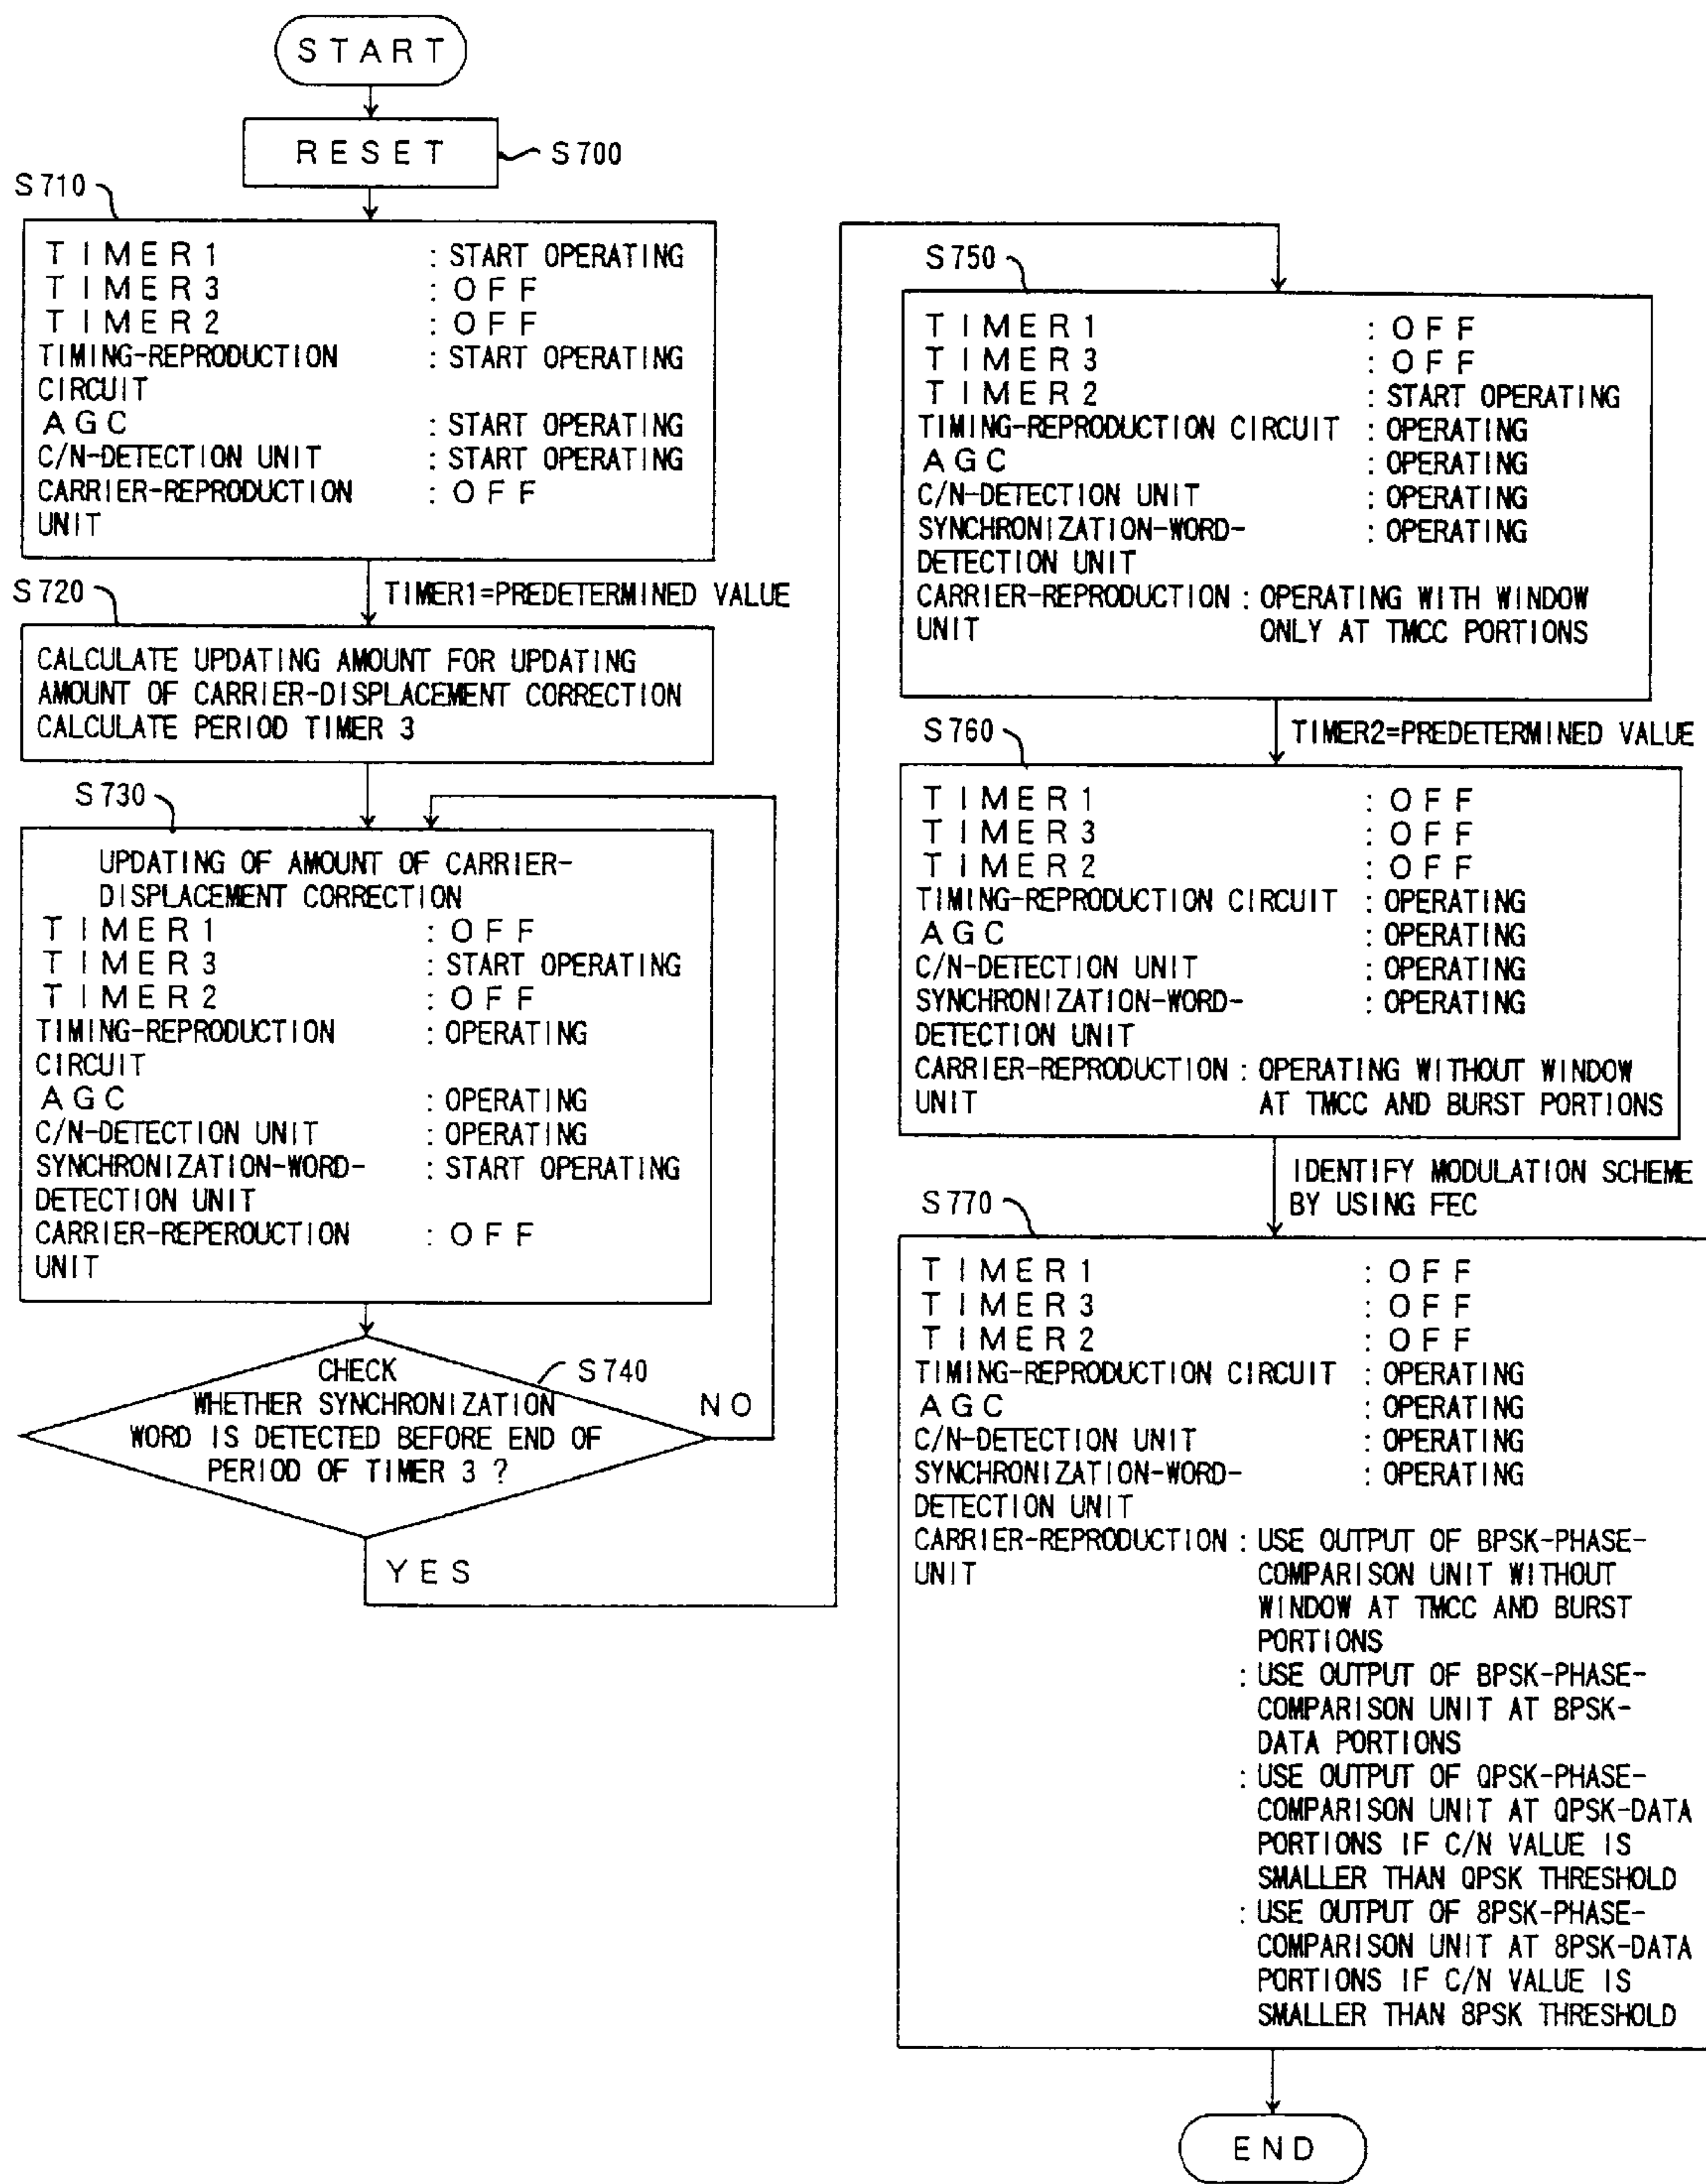 START
RESET
S700
S710
TIMER1 : START OPERATING
TIMER3 : OFF
TIMER2 : OFF
TIMING-REPRODUCTION : START OPERATING
CIRCUIT
AGC : START OPERATING
C/N-DETECTION UNIT : START OPERATING
CARRIER-REPRODUCTION : OFF
UNIT
TIMER1=PREDETERMINED VALUE
S720
CALCULATE UPDATING AMOUNT FOR UPDATING
AMOUNT OF CARRIER-DISPLACEMENT CORRECTION
CALCULATE PERIOD TIMER 3
S730
UPDATING OF AMOUNT OF CARRIER-
DISPLACEMENT CORRECTION
TIMER1 : OFF
TIMER3 : START OPERATING
TIMER2 : OFF
TIMING-REPRODUCTION : OPERATING
CIRCUIT
AGC : OPERATING
C/N-DETECTION UNIT : OPERATING
SYNCHRONIZATION-WORD- : START OPERATING
DETECTION UNIT
CARRIER-REPEROUCTION : OFF
UNIT
CHECK
S740
WHETHER SYNCHRONIZATION
NO
WORD IS DETECTED BEFORE END OF
PERIOD OF TIMER 3 ?
YES
S750
TIMER1 : OFF
TIMER3 : OFF
TIMER2 : START OPERATING
TIMING-REPRODUCTION CIRCUIT : OPERATING
AGC : OPERATING
C/N-DETECTION UNIT : OPERATING
SYNCHRONIZATION-WORD- : OPERATING
DETECTION UNIT
CARRIER-REPRODUCTION : OPERATING WITH WINDOW
UNIT ONLY AT TMCC PORTIONS
TIMER2=PREDETERMINED VALUE
S760
TIMER1 : OFF
TIMER3 : OFF
TIMER2 : OFF
TIMING-REPRODUCTION CIRCUIT : OPERATING
AGC : OPERATING
C/N-DETECTION UNIT : OPERATING
SYNCHRONIZATION-WORD- : OPERATING
DETECTION UNIT
CARRIER-REPRODUCTION : OPERATING WITHOUT WINDOW
UNIT AT TMCC AND BURST PORTIONS
IDENTIFY MODULATION SCHEME
BY USING FEC
S770
TIMER1 : OFF
TIMER3 : OFF
TIMER2 : OFF
TIMING-REPRODUCTION CIRCUIT : OPERATING
AGC : OPERATING
C/N-DETECTION UNIT : OPERATING
SYNCHRONIZATION-WORD- : OPERATING
DETECTION UNIT
CARRIER-REPRODUCTION : USE OUTPUT OF BPSK-PHASE-
UNIT COMPARISON UNIT WITHOUT
WINDOW AT TMCC AND BURST
PORTIONS
: USE OUTPUT OF BPSK-PHASE-
COMPARISON UNIT AT BPSK-
DATA PORTIONS
: USE OUTPUT OF QPSK-PHASE-
COMPARISON UNIT AT QPSK-DATA
PORTIONS IF C/N VALUE IS
SMALLER THAN QPSK THRESHOLD
: USE OUTPUT OF 8PSK-PHASE-
COMPARISON UNIT AT 8PSK-DATA
PORTIONS IF C/N VALUE IS
SMALLER THAN 8PSK THRESHOLD
END